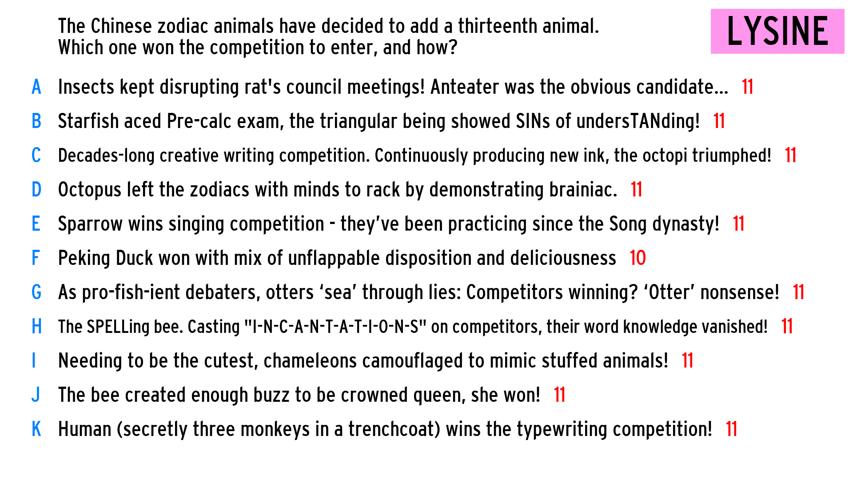 The Chinese zodiac animals have decided to add a thirteenth animal.
Which one won the competition to enter, and how?
LYSINE
A Insects kept disrupting rat's council meetings! Anteater was the obvious candidate... 11
B Starfish aced Pre-calc exam, the triangular being showed SINs of undersTANding! 11
C Decades-long creative writing competition. Continuously producing new ink, the octopi triumphed! 11
D Octopus left the zodiacs with minds to rack by demonstrating brainiac. 11
E Sparrow wins singing competition - they've been practicing since the Song dynasty! 11
F Peking Duck won with mix of unflappable disposition and deliciousness 10
G As pro-fish-ient debaters, otters ‘sea’ through lies: Competitors winning? ‘Otter’ nonsense! 11
H The SPELLing bee. Casting "I-N-C-A-N-T-A-T-I-O-N-S" on competitors, their word knowledge vanished! 11
I Needing to be the cutest, chameleons camouflaged to mimic stuffed animals! 11
J The bee created enough buzz to be crowned queen, she won! 11
K Human (secretly three monkeys in a trenchcoat) wins the typewriting competition! 11